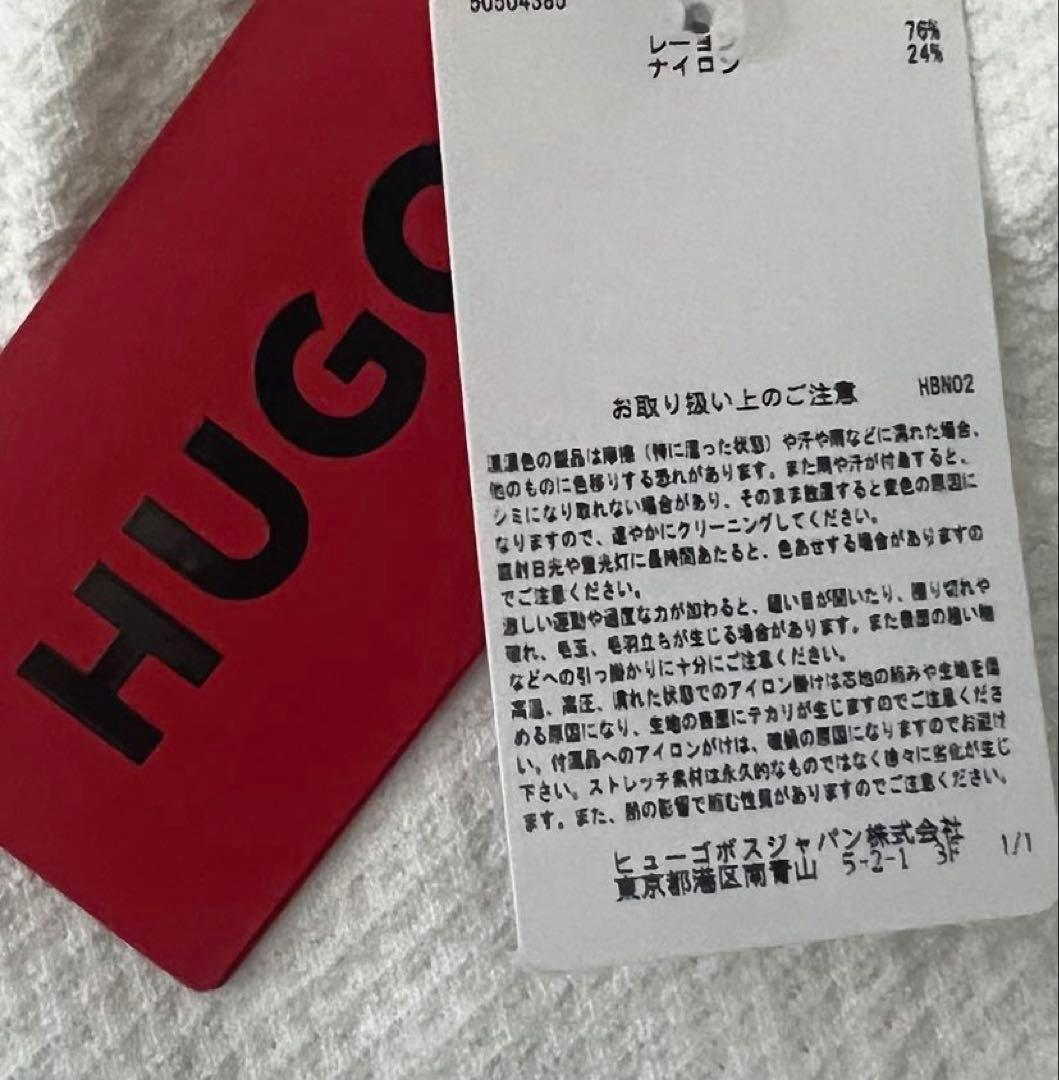 HUGO
50504385
レーヨン 76%
ナイロン 24%
お取り扱い上のご注意 HBN02
濃淡色の製品は摩擦（特に湿った状態）や汗や雨などに濡れた場合、
他のものに色移りする恐れがあります。また雨や汗が付着すると、
シミになり取れない場合があり、そのまま放置すると変色の原因に
なりますので、速やかにクリーニングしてください。
直射日光や蛍光灯に長時間あたると、色あせする場合がありますの
でご注意ください。
激しい運動や過度な力が加わると、縫い目が開いたり、擦り切れや
破れ、毛玉、毛羽立ちが生じる場合があります。また表面の粗い物
などへの引っ掛かりに十分にご注意ください。
高温、高圧、濡れた状態でのアイロン掛けは芯地の縮みや生地を傷
める原因になり、生地の表面にテカリが生じますのでご注意くださ
い。付属品へのアイロンがけは、破損の原因になりますのでお避け
下さい。ストレッチ素材は永久的なものではなく徐々に劣化が生じ
ます。また、熱の影響で縮む性質がありますのでご注意ください。
ヒューゴボスジャパン株式会社
東京都港区南青山 5-2-1 3F 1/1